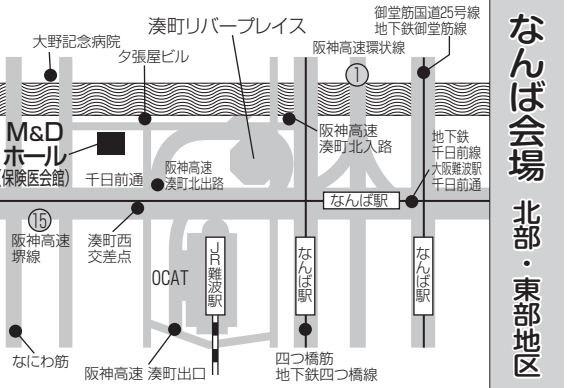 なんば会場 北部・東部地区
御堂筋国道25号線
地下鉄御堂筋線
湊町リバープレイス
大野記念病院
阪神高速環状線
夕張屋ビル
①
M&D
ホール
(保険医会館)
阪神高速
湊町北入路
地下鉄
千日前線
大阪難波駅
千日前通
千日前通
阪神高速
湊町北出路
なんば駅
⑮
阪神高速
堺線
湊町西
交差点
OCAT
JR難波駅
なんば駅
なんば駅
なにわ筋
阪神高速 湊町出口
四つ橋筋
地下鉄四つ橋線